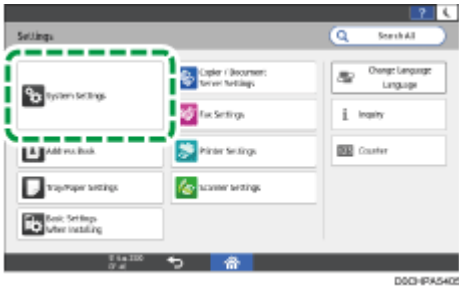 ?
Settings
Search All
System Settings
Copier / Document
Server Settings
Change Language
Language
Fax Settings
Inquiry
Address Book
Printer Settings
Counter
Tray/Paper Settings
Scanner Settings
Basic Settings
When Installing
D0CHPA5405